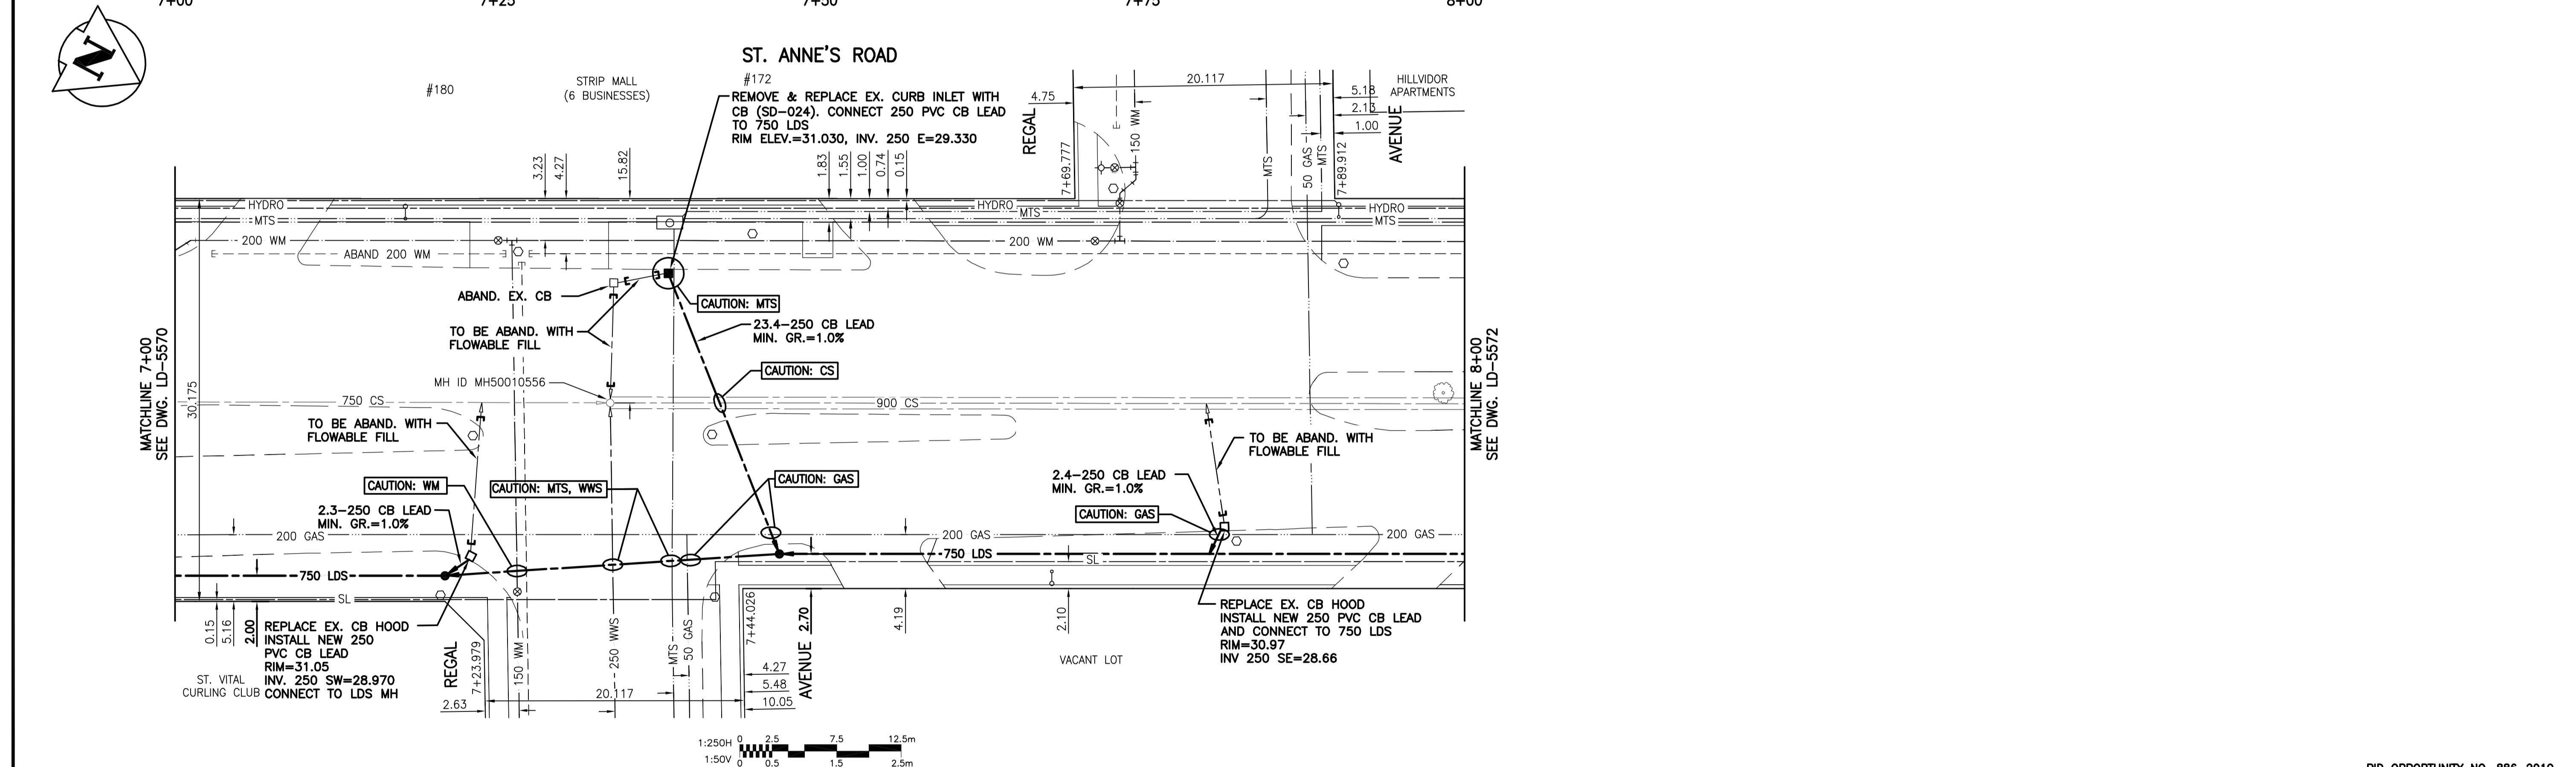 7+00
7+25
7+50
7+75
8+00
N
ST. ANNE'S ROAD
#180
STRIP MALL
(6 BUSINESSES)
#172
REMOVE & REPLACE EX. CURB INLET WITH
CB (SD-024). CONNECT 250 PVC CB LEAD
TO 750 LDS
RIM ELEV.=31.030, INV. 250 E=29.330
REGAL
4.75
20.117
150 WM
MTS
50 GAS
MTS
5.18
2.13
1.00
AVENUE
HILLVIDOR
APARTMENTS
3.23
4.27
15.82
1.83
1.55
1.00
0.74
0.15
7+69.777
7+89.912
HYDRO
MTS
HYDRO
MTS
HYDRO
MTS
200 WM
200 WM
ABAND 200 WM
ABAND. EX. CB
CAUTION: MTS
TO BE ABAND. WITH
FLOWABLE FILL
23.4-250 CB LEAD
MIN. GR.=1.0%
MATCHLINE 7+00
SEE DWG. LD-5570
MATCHLINE 8+00
SEE DWG. LD-5572
30.175
CAUTION: CS
MH ID MH50010556
750 CS
900 CS
TO BE ABAND. WITH
FLOWABLE FILL
TO BE ABAND. WITH
FLOWABLE FILL
CAUTION: WM
CAUTION: MTS, WWS
CAUTION: GAS
2.4-250 CB LEAD
MIN. GR.=1.0%
2.3-250 CB LEAD
MIN. GR.=1.0%
CAUTION: GAS
200 GAS
200 GAS
200 GAS
750 LDS
750 LDS
SL
SL
0.15
5.16
2.00
REPLACE EX. CB HOOD
INSTALL NEW 250
PVC CB LEAD
RIM=31.05
INV. 250 SW=28.970
CONNECT TO LDS MH
ST. VITAL
CURLING CLUB
REGAL
7+23.979
150 WM
250 WWS
MTS
50 GAS
7+44.026
AVENUE
2.70
4.19
2.10
REPLACE EX. CB HOOD
INSTALL NEW 250 PVC CB LEAD
AND CONNECT TO 750 LDS
RIM=30.97
INV 250 SE=28.66
VACANT LOT
2.63
20.117
4.27
5.48
10.05
1:250H 0 2.5 7.5 12.5m
1:50V 0 0.5 1.5 2.5m
BID OPPORTUNITY NO. 886-2010